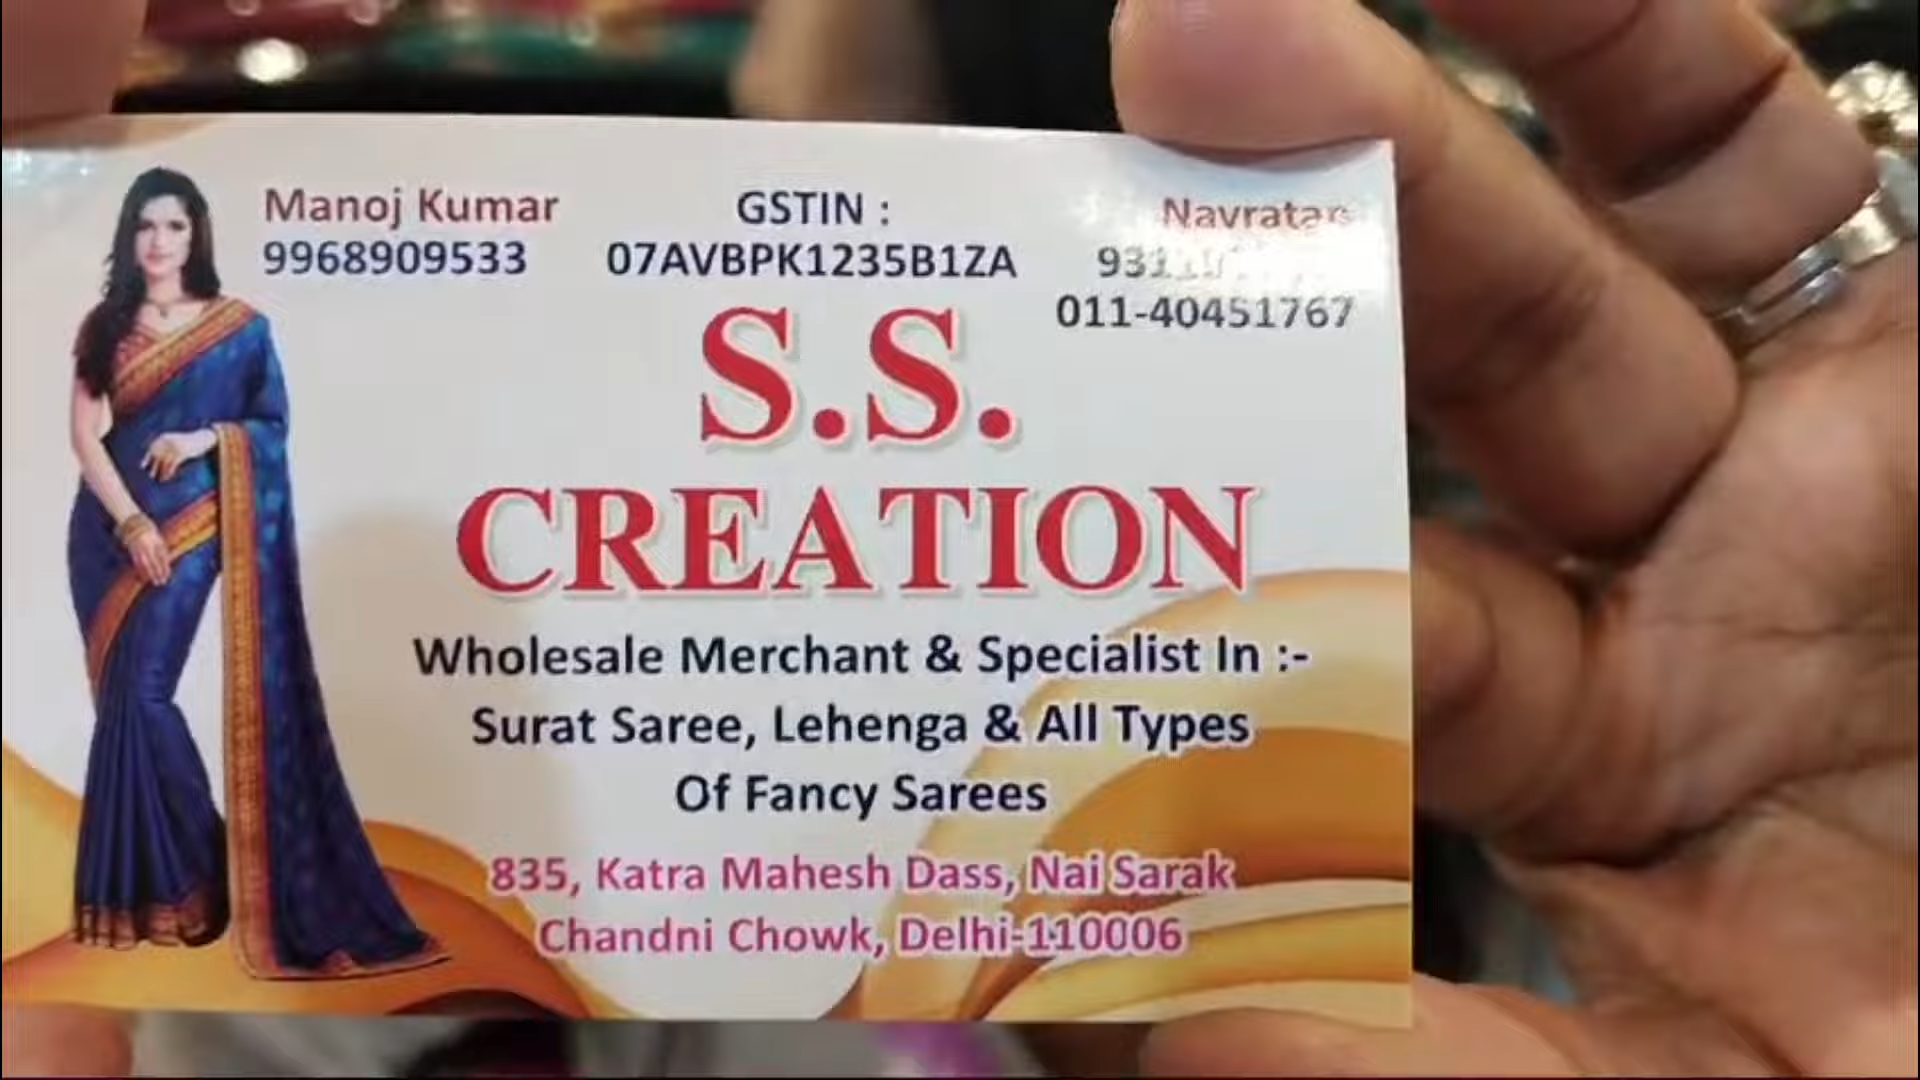 Manoj Kumar
9968909533
GSTIN :
07AVBPK1235B1ZA
Navratan
011-40451767
S.S.
CREATION
Wholesale Merchant & Specialist In :-
Surat Saree, Lehenga & All Types
Of Fancy Sarees
835, Katra Mahesh Dass, Nai Sarak
Chandni Chowk, Delhi-110006